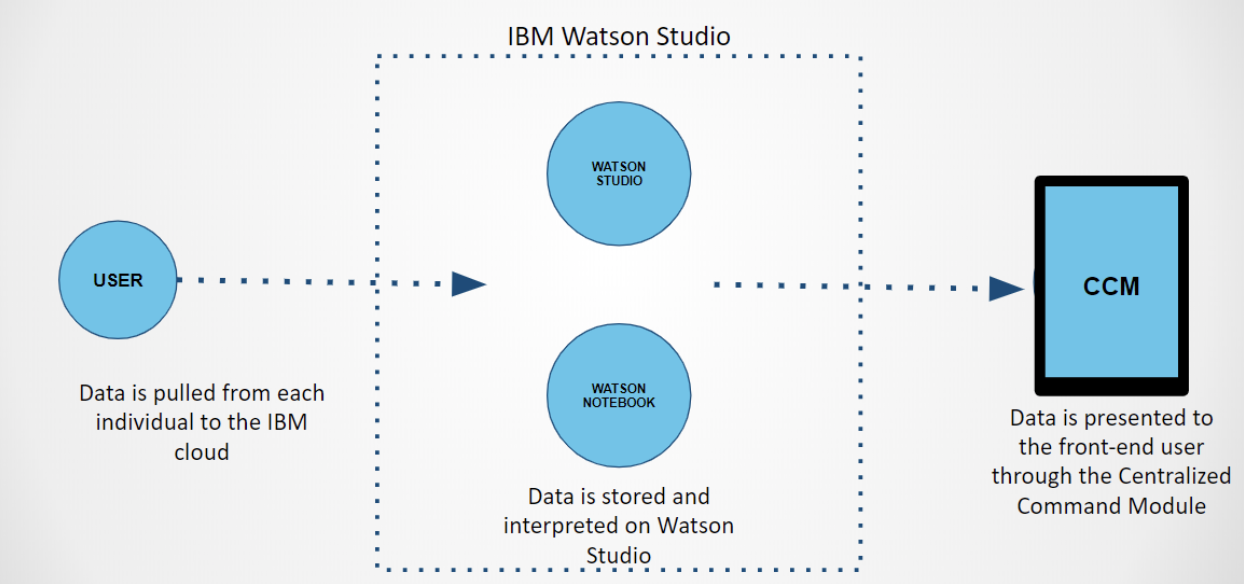 IBM Watson Studio
WATSON
STUDIO
USER
CCM
WATSON
NOTEBOOK
Data is pulled from each
individual to the IBM
cloud
Data is stored and
interpreted on Watson
Studio
Data is presented to
the front-end user
through the Centralized
Command Module